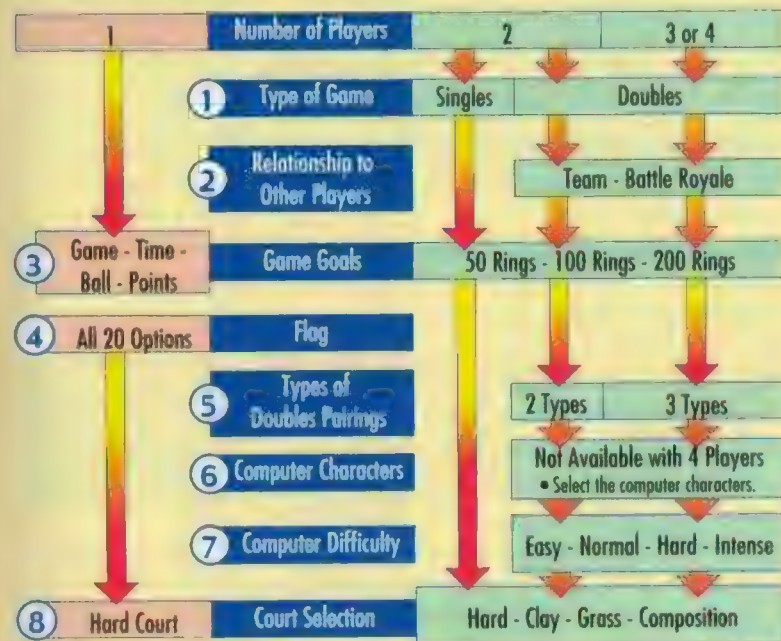 1 Number of Players 2 3 or 4
1 Type of Game Singles Doubles
2 Relationship to
Other Players
Team - Battle Royale
3 Game - Time -
Ball - Points
Game Goals 50 Rings - 100 Rings - 200 Rings
4 All 20 Options Flag
5 Types of
Doubles Pairings
2 Types 3 Types
6 Computer Characters
Not Available with 4 Players
• Select the computer characters.
7 Computer Difficulty Easy - Normal - Hard - Intense
8 Hard Court Court Selection Hard - Clay - Grass - Composition